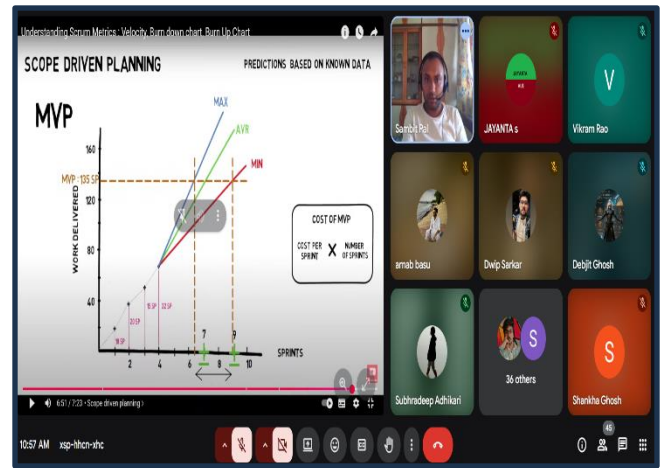 Understanding Scrum Metrics : Velocity, Burn down chart, Burn Up Chart
SCOPE DRIVEN PLANNING
PREDICTIONS BASED ON KNOWN DATA
MVP
MAX
AVR
MIN
160
MVP : 135 SP
120
80
40
WORK DELIVERED
18 SP
20 SP
15 SP
22 SP
COST OF MVP
COST PER SPRINT X NUMBER OF SPRINTS
7
9
2
4
6
8
10
SPRINTS
6:51 / 7:23 • Scope driven planning >
Sambit Pal
JAYANTA s
Vikram Rao
arnab basu
Dwip Sarkar
Debjit Ghosh
Subhradeep Adhikari
36 others
Shankha Ghosh
V
S
S
10:57 AM
xsp-hhcn-xhc
45